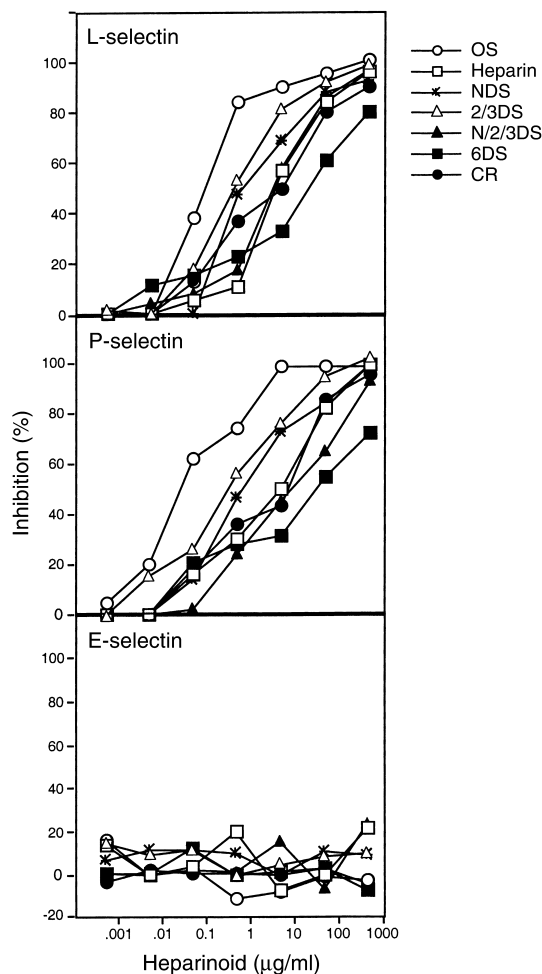 L-selectin
100
80
60
40
20
0
OS
Heparin
NDS
2/3DS
N/2/3DS
6DS
CR
P-selectin
100
80
60
40
20
0
Inhibition (%)
E-selectin
100
80
60
40
20
0
-20
.001 .01 0.1 1 10 100 1000
Heparinoid (μg/ml)